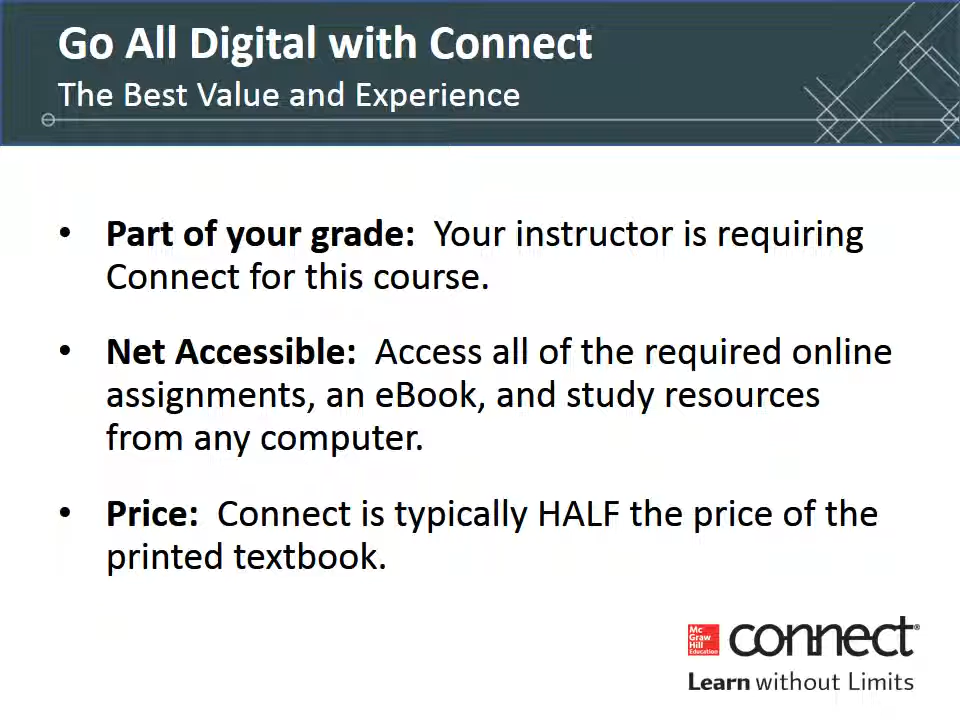 Go All Digital with Connect
The Best Value and Experience
• Part of your grade: Your instructor is requiring
Connect for this course.
• Net Accessible: Access all of the required online
assignments, an eBook, and study resources
from any computer.
• Price: Connect is typically HALF the price of the
printed textbook.
Mc
Graw
Hill
Education
connect®
Learn without Limits